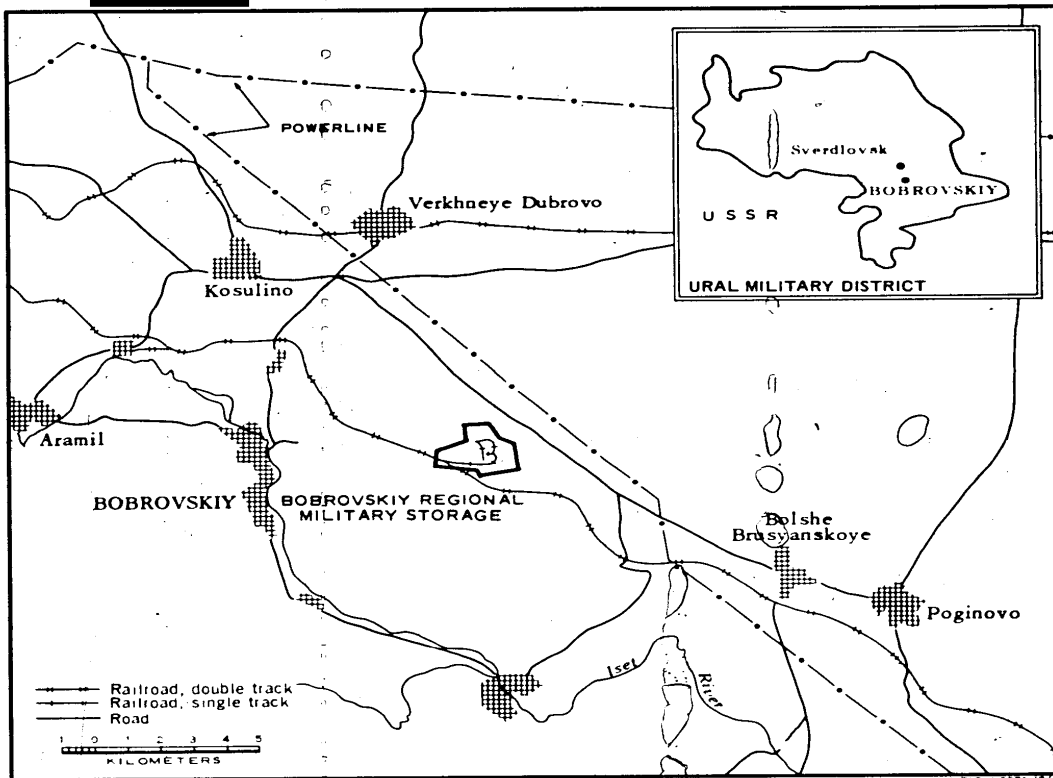 POWERLINE
Sverdlovsk
BOBROVSKIY
USSR
URAL MILITARY DISTRICT
Verkhneye Dubrovo
Kosulino
Aramil
BOBROVSKIY
BOBROVSKIY REGIONAL
MILITARY STORAGE
Bolshe
Brusyanskoye
Poginovo
Iset
River
Railroad, double track
Railroad, single track
Road
1 0 1 2 3 4 5
KILOMETERS